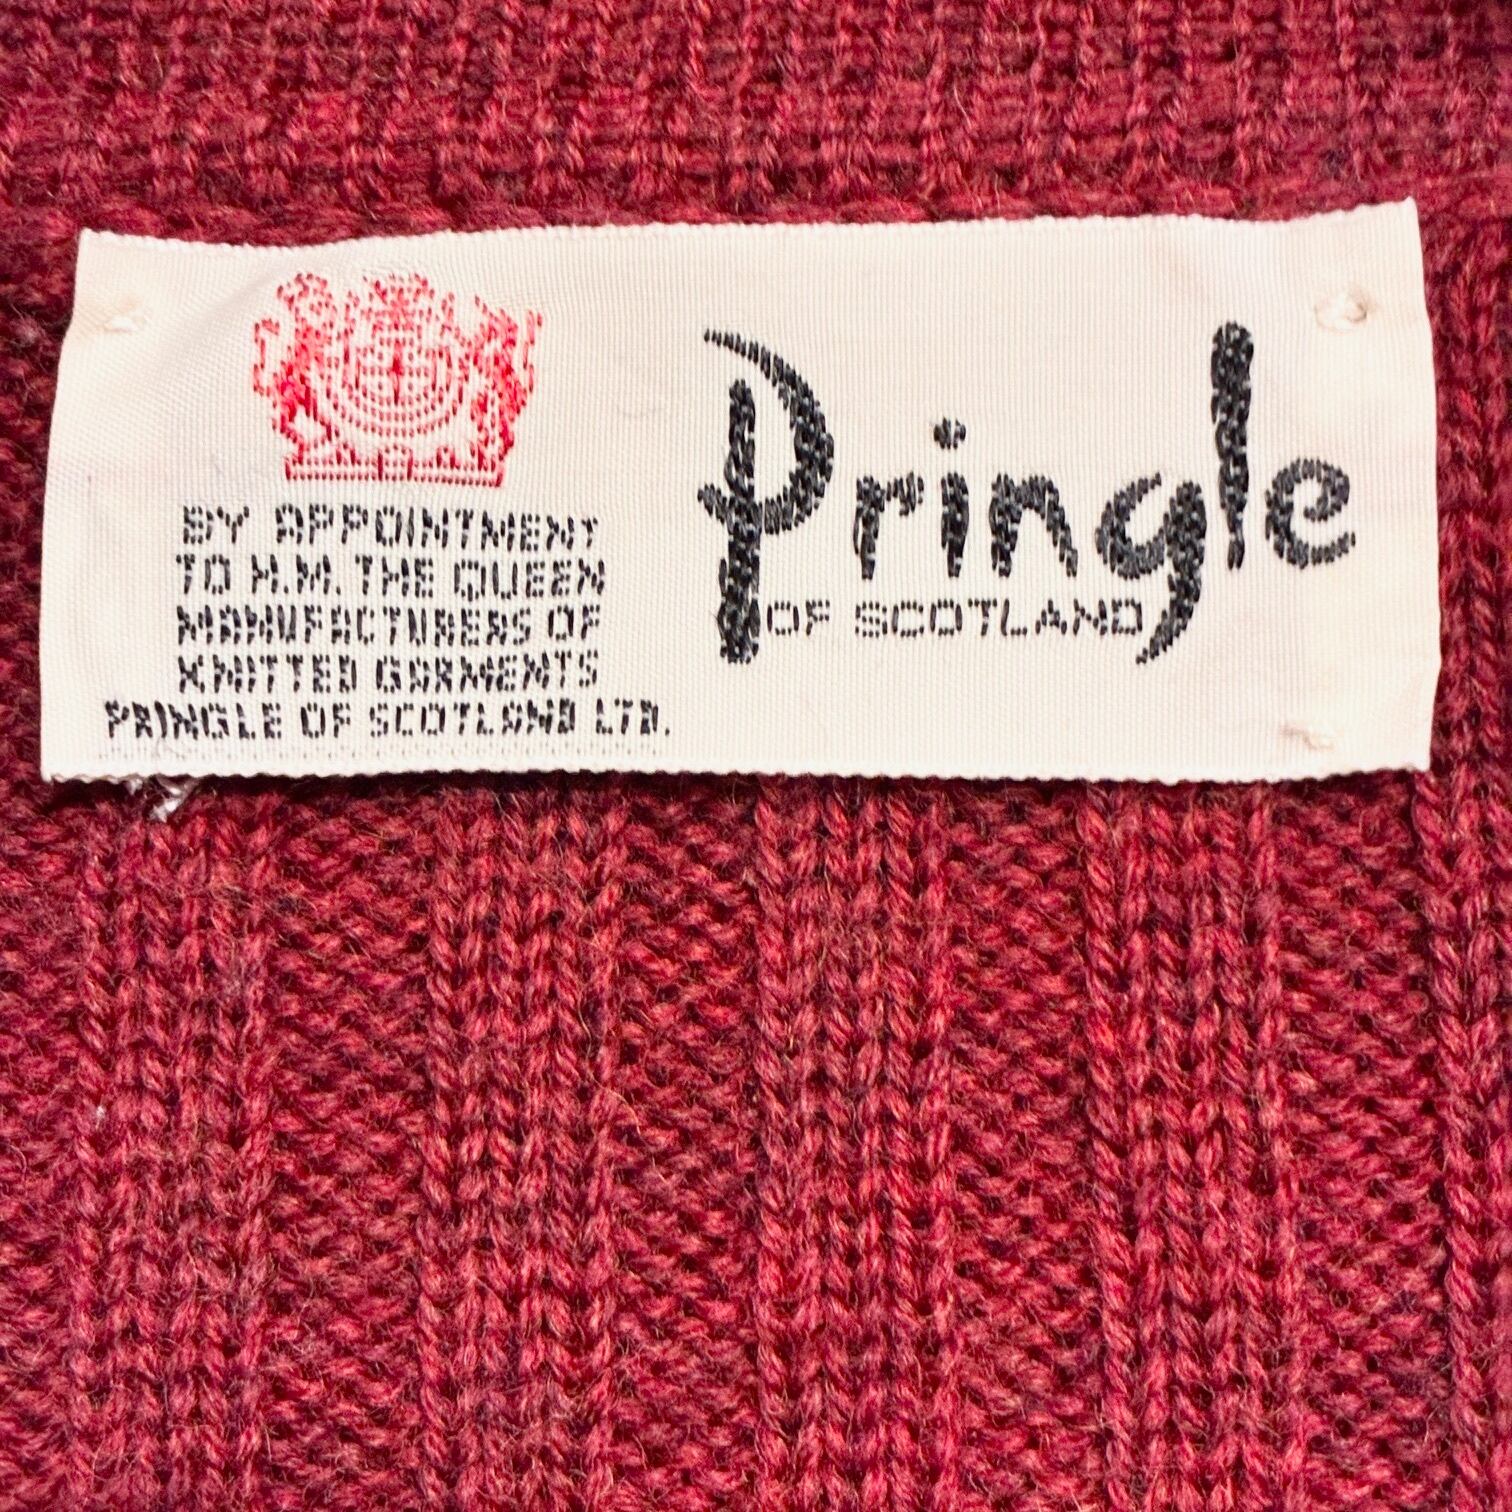 BY APPOINTMENT
TO H.M. THE QUEEN
MANUFACTURERS OF
KNITTED GARMENTS
PRINGLE OF SCOTLAND LTD.
Pringle
OF SCOTLAND